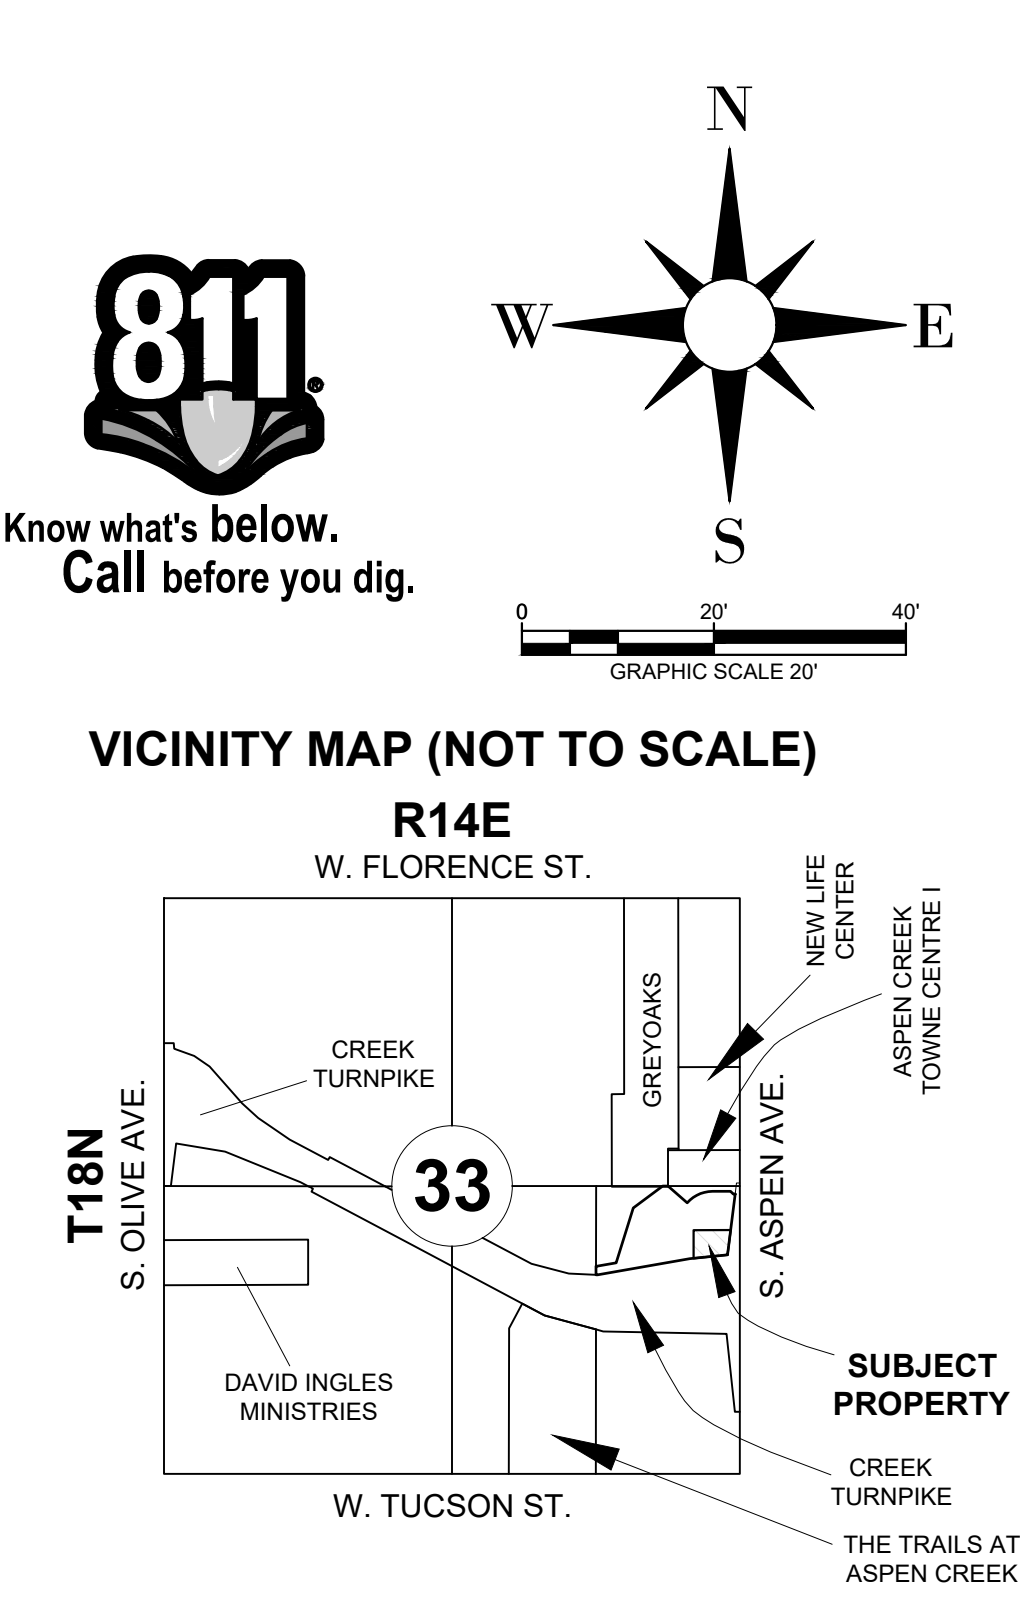 N
W
E
S
811®
Know what's below.
Call before you dig.
0 20' 40'
GRAPHIC SCALE 20'
VICINITY MAP (NOT TO SCALE)
R14E
W. FLORENCE ST.
NEW LIFE
CENTER
ASPEN CREEK
TOWNE CENTRE I
GREYOAKS
CREEK
TURNPIKE
T18N
S. OLIVE AVE.
33
S. ASPEN AVE.
DAVID INGLES
MINISTRIES
SUBJECT
PROPERTY
CREEK
TURNPIKE
W. TUCSON ST.
THE TRAILS AT
ASPEN CREEK